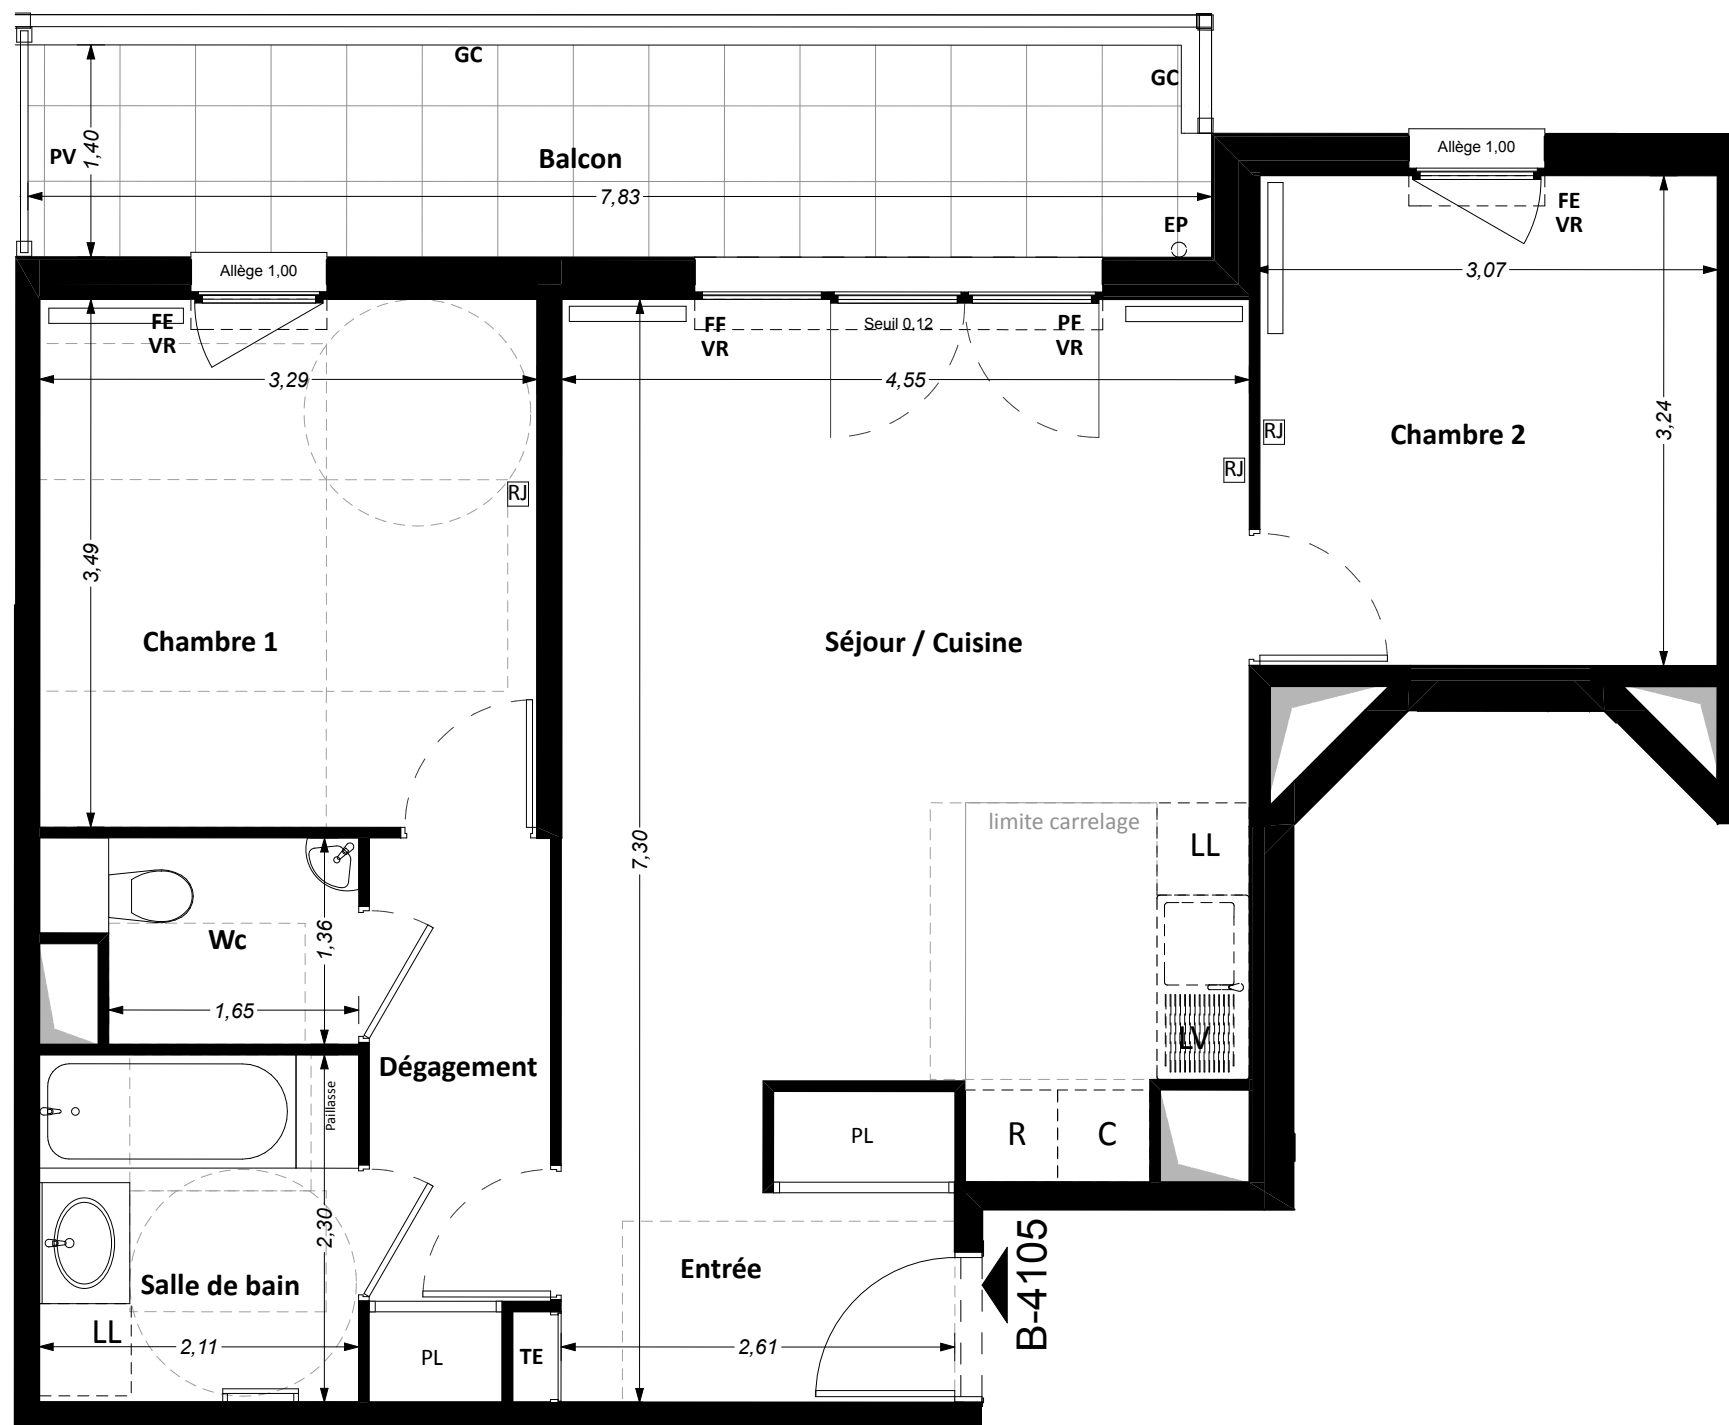 GC
GC
PV
1,40
Balcon
7,83
EP
Allège 1,00
FE
VR
3,07
Allège 1,00
FE
VR
FF
VR
Seuil 0,12
PF
VR
3,29
4,55
RJ
RJ
RJ
3,24
Chambre 2
3,49
Chambre 1
Séjour / Cuisine
7,30
limite carrelage
LL
Wc
1,36
1,65
LV
Dégagement
Paillasse
PL
R
C
2,30
Salle de bain
Entrée
B-4105
LL
2,11
PL
TE
2,61